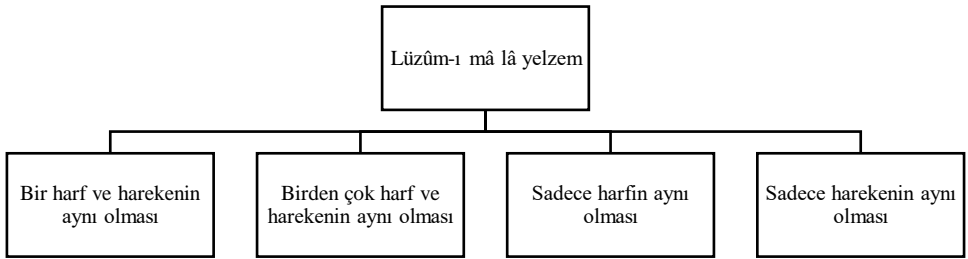 Lüzûm-ı mâ lâ yelzem
Bir harf ve harekenin
aynı olması
Birden çok harf ve
harekenin aynı olması
Sadece harfin aynı
olması
Sadece harekenin aynı
olması